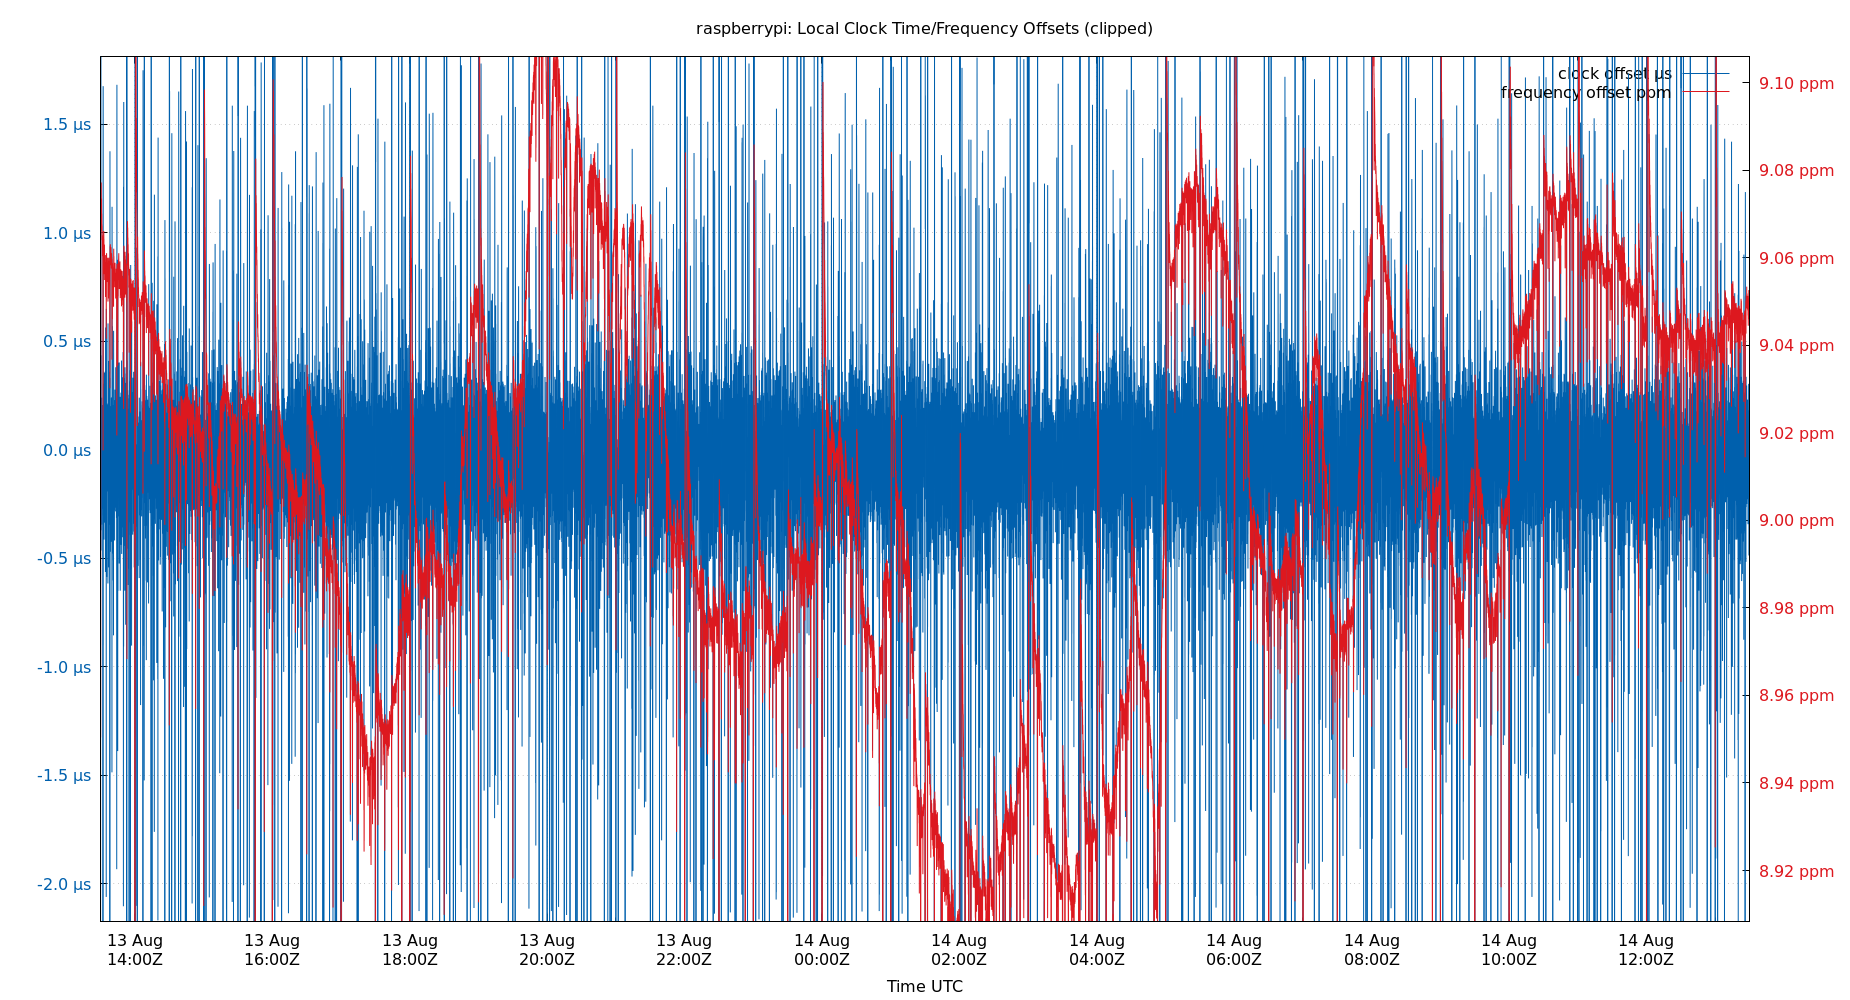 raspberrypi: Local Clock Time/Frequency Offsets (clipped)
clock offset µs
frequency offset ppm
1.5 µs
1.0 µs
0.5 µs
0.0 µs
-0.5 µs
-1.0 µs
-1.5 µs
-2.0 µs
9.10 ppm
9.08 ppm
9.06 ppm
9.04 ppm
9.02 ppm
9.00 ppm
8.98 ppm
8.96 ppm
8.94 ppm
8.92 ppm
13 Aug 13 Aug 13 Aug 13 Aug 13 Aug 14 Aug 14 Aug 14 Aug 14 Aug 14 Aug 14 Aug 14 Aug
14:00Z 16:00Z 18:00Z 20:00Z 22:00Z 00:00Z 02:00Z 04:00Z 06:00Z 08:00Z 10:00Z 12:00Z
Time UTC